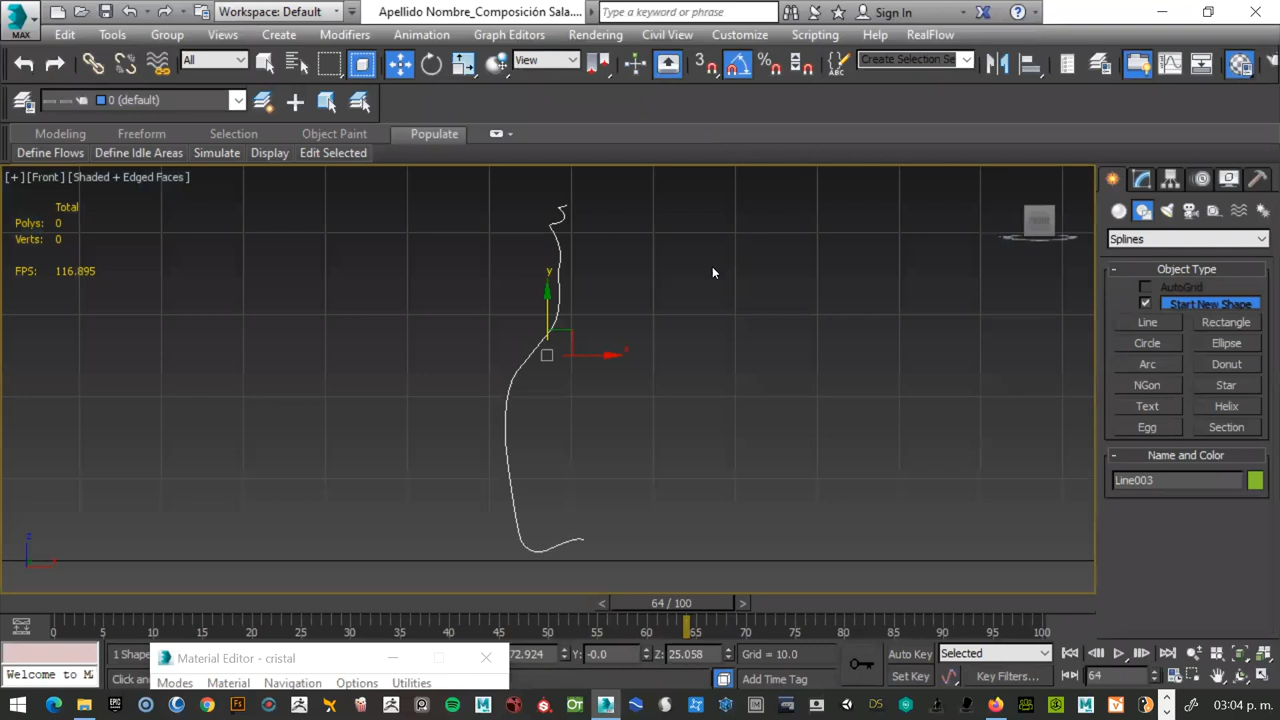 MAX
Workspace: Default
Apellido Nombre_Composición Sala....
Type a keyword or phrase
Sign In
Edit Tools Group Views Create Modifiers Animation Graph Editors Rendering Civil View Customize Scripting Help RealFlow
All
View
3
%
ABC
Create Selection Se
0 (default)
Modeling Freeform Selection Object Paint Populate
Define Flows Define Idle Areas Simulate Display Edit Selected
[+] [Front] [Shaded + Edged Faces]
Total
Polys: 0
Verts: 0
FPS: 116.895
y
x
z
Splines
- Object Type
AutoGrid
Start New Shape
Line Rectangle
Circle Ellipse
Arc Donut
NGon Star
Text Helix
Egg Section
- Name and Color
Line003
< 64 / 100 >
0 5 10 15 20 25 30 35 40 45 50 55 60 65 70 75 80 85 90 95 100
1 Shape
Material Editor - cristal
72.924 Y: -0.0 Z: 25.058 Grid = 10.0
Auto Key Selected
Welcome to M
Click an
Modes Material Navigation Options Utilities
Add Time Tag
Set Key Key Filters... 64
03:04 p. m.